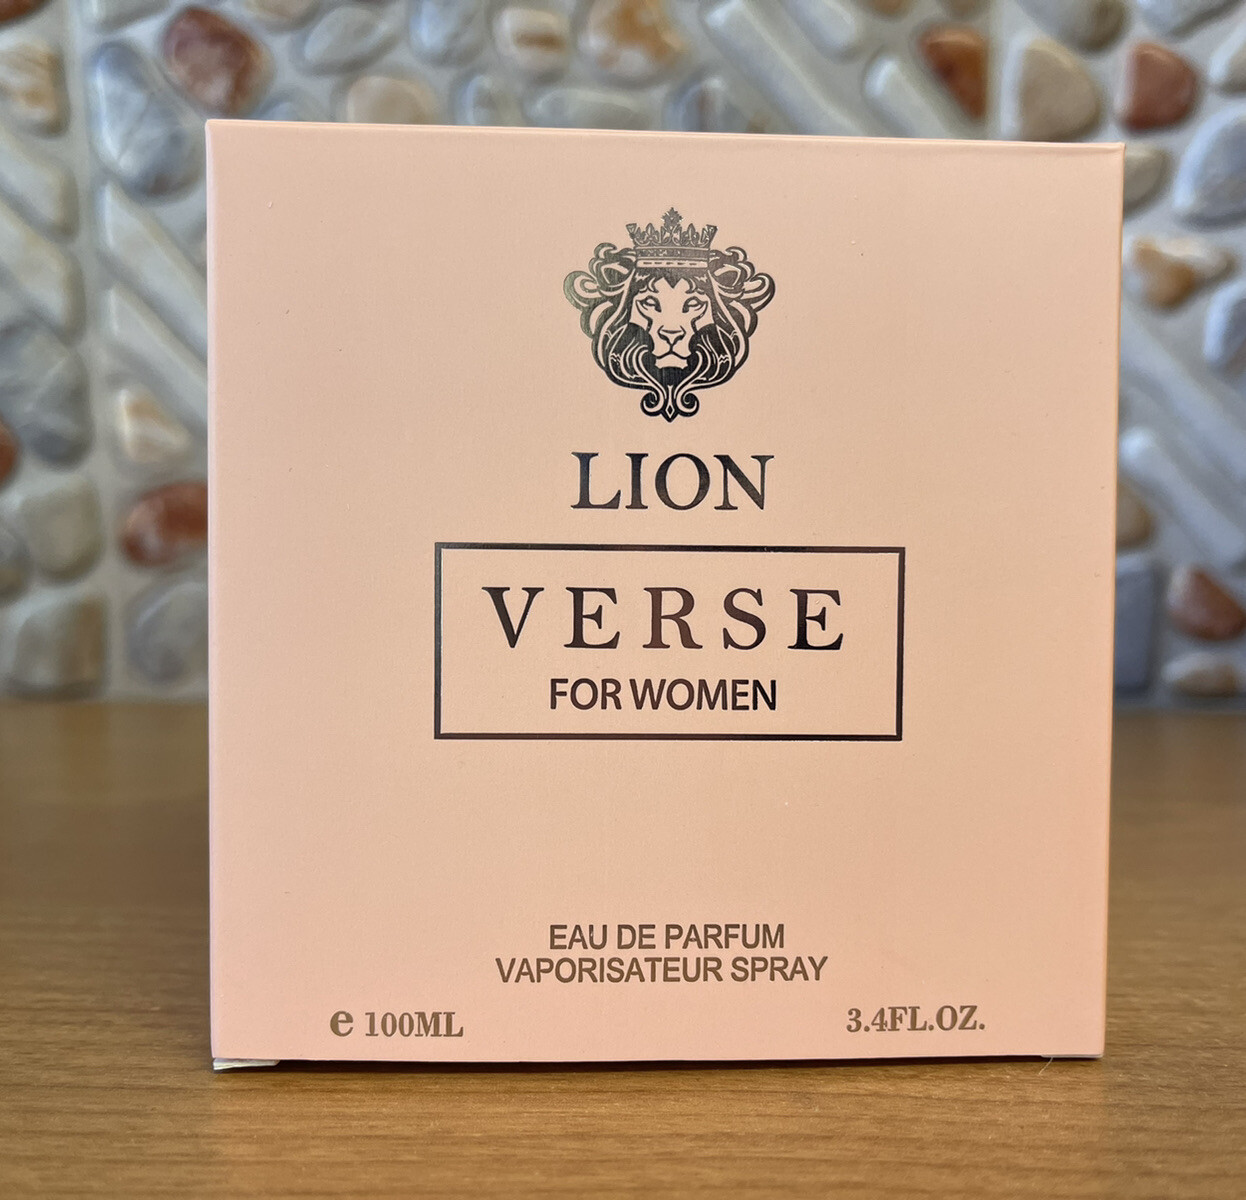 LION
VERSE
FOR WOMEN
EAU DE PARFUM
VAPORISATEUR SPRAY
e 100ML
3.4FL.OZ.